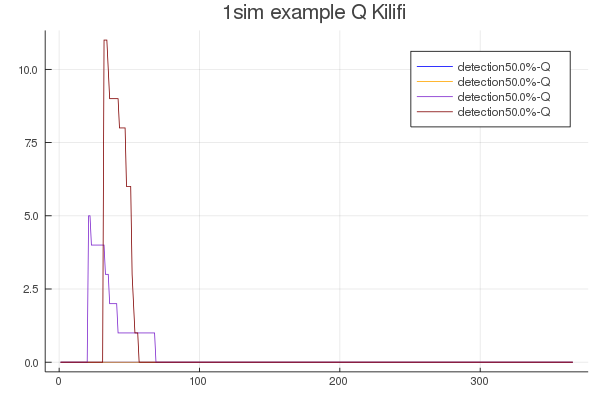 1sim example Q Kilifi
detection50.0%-Q
detection50.0%-Q
detection50.0%-Q
detection50.0%-Q
10.0
7.5
5.0
2.5
0.0
0 100 200 300